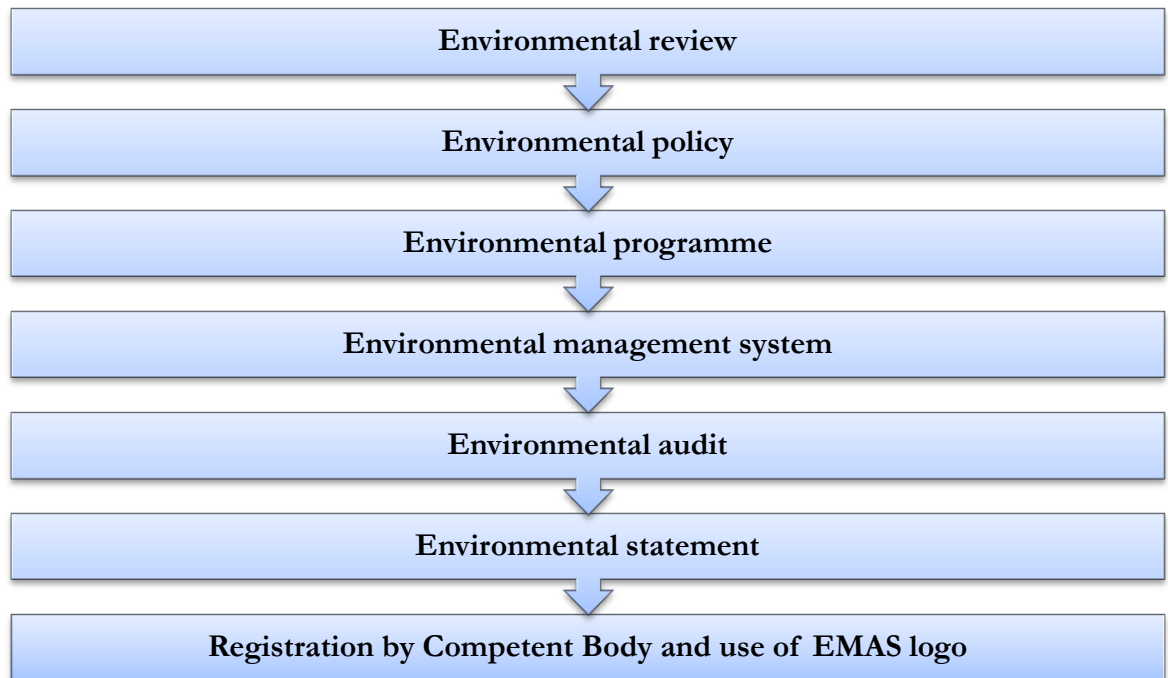 Environmental review
Environmental policy
Environmental programme
Environmental management system
Environmental audit
Environmental statement
Registration by Competent Body and use of EMAS logo